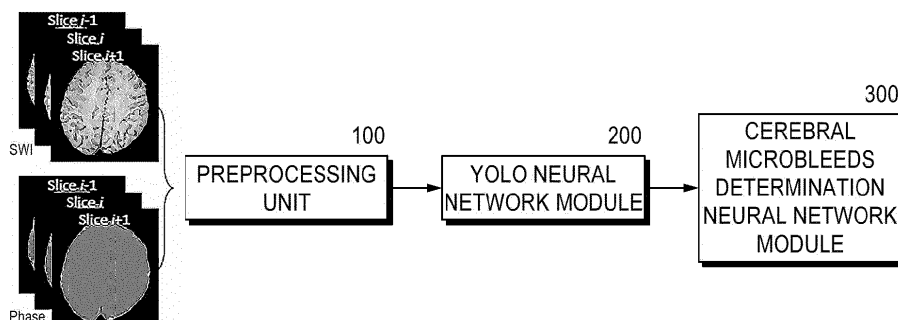 Slice i-1
Slice i
Slice i+1
SWI
Slice i-1
Slice i
Slice i+1
Phase
100
PREPROCESSING
UNIT
200
YOLO NEURAL
NETWORK MODULE
300
CEREBRAL
MICROBLEEDS
DETERMINATION
NEURAL NETWORK
MODULE